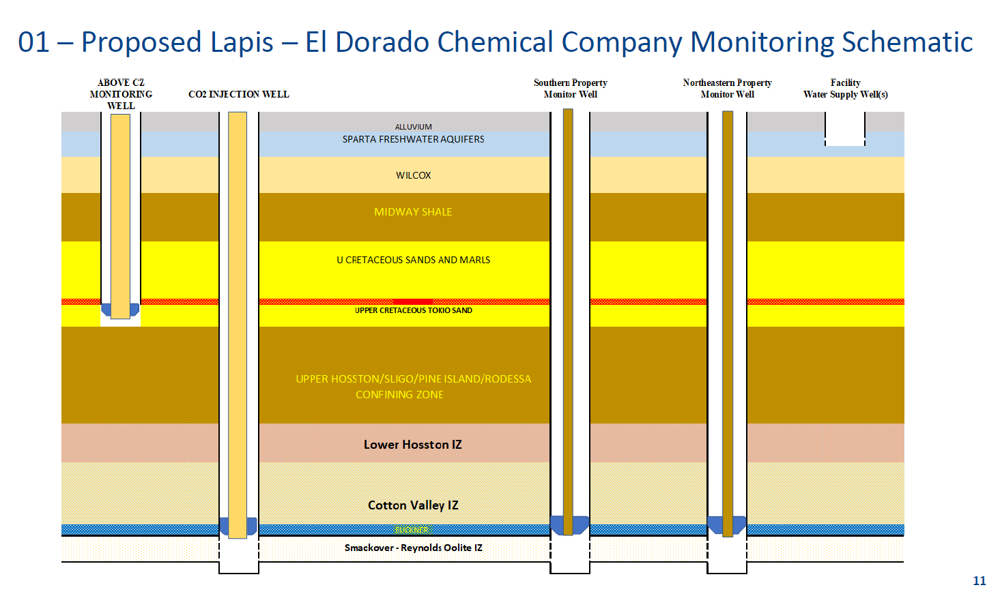 01 – Proposed Lapis – El Dorado Chemical Company Monitoring Schematic
ABOVE CZ
MONITORING
WELL
CO2 INJECTION WELL
Southern Property
Monitor Well
Northeastern Property
Monitor Well
Facility
Water Supply Well(s)
ALLUVIUM
SPARTA FRESHWATER AQUIFERS
WILCOX
MIDWAY SHALE
U CRETACEOUS SANDS AND MARLS
UPPER CRETACEOUS TOKIO SAND
UPPER HOSSTON/SLIGO/PINE ISLAND/RODESSA
CONFINING ZONE
Lower Hosston IZ
Cotton Valley IZ
BUCKNER
Smackover - Reynolds Oolite IZ
11